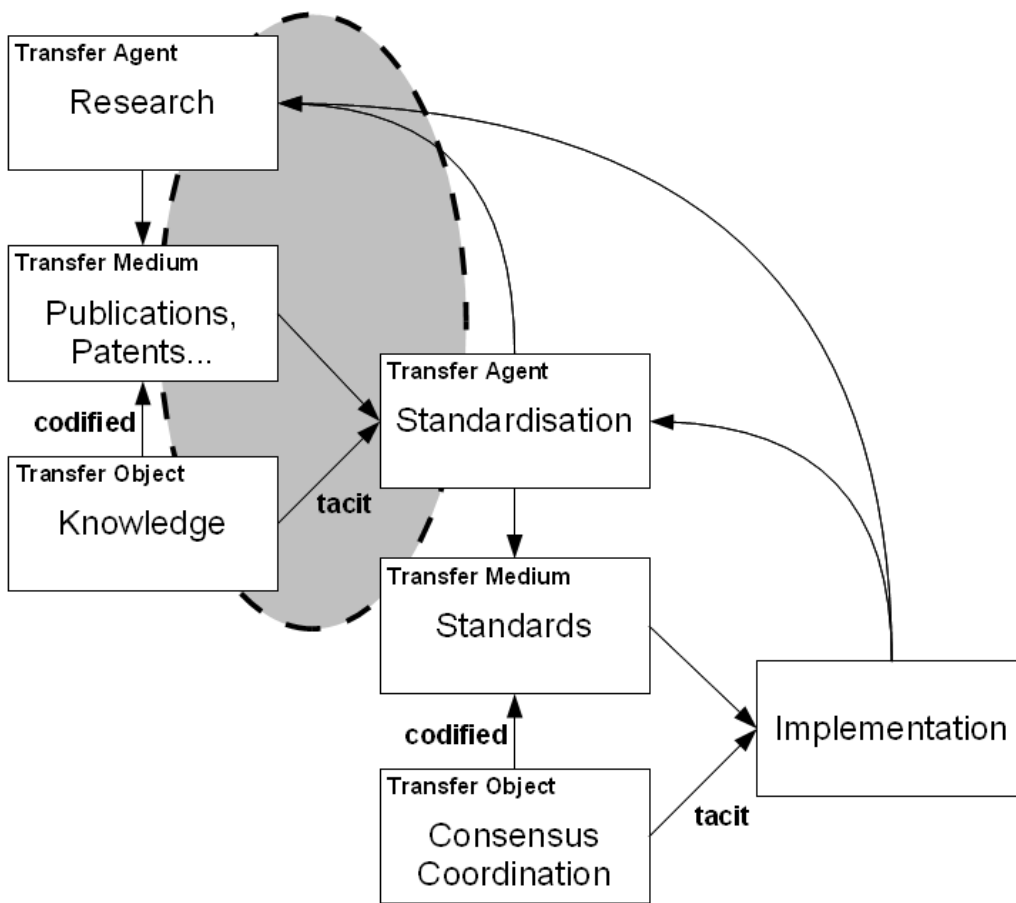 Transfer Agent
Research
Transfer Medium
Publications,
Patents...
codified
Transfer Object
Knowledge
tacit
Transfer Agent
Standardisation
Transfer Medium
Standards
codified
Transfer Object
Consensus
Coordination
tacit
Implementation